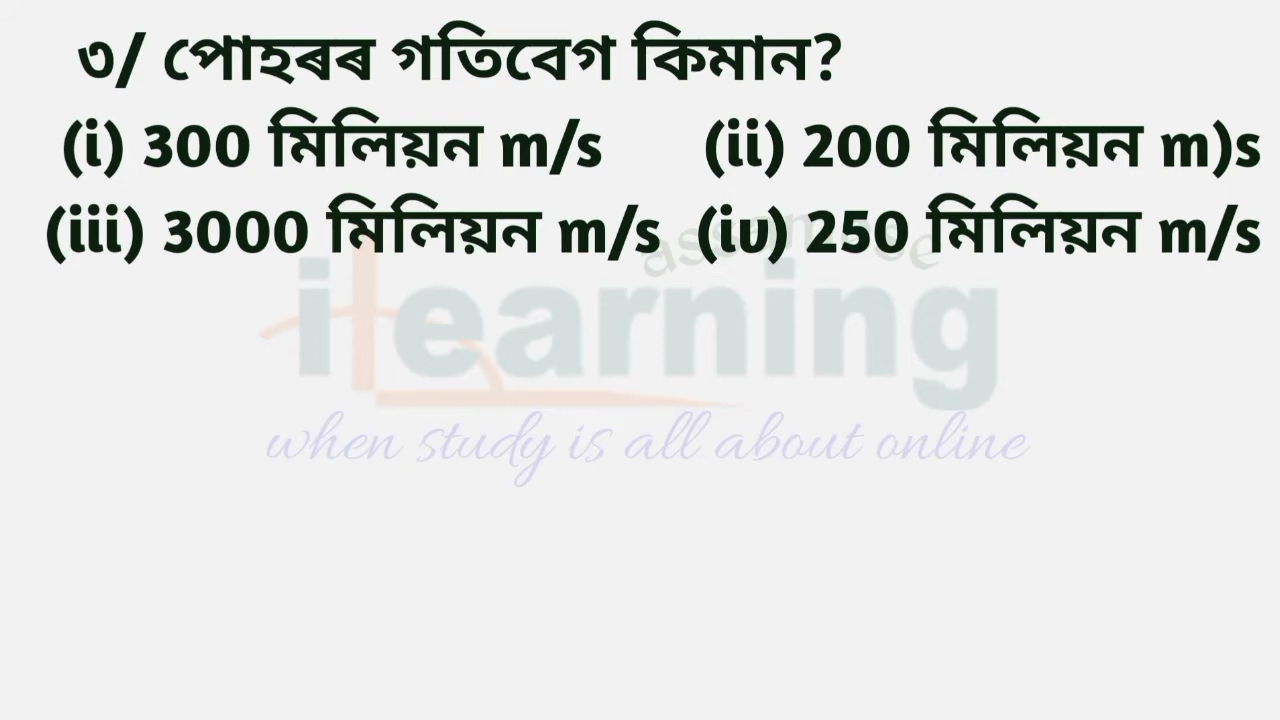 ৩/ পোহৰৰ গতিবেগ কিমান?
(i) 300 মিলিয়ন m/s (ii) 200 মিলিয়ন m)s
(iii) 3000 মিলিয়ন m/s (iv) 250 মিলিয়ন m/s
iLearning
when study is all about online